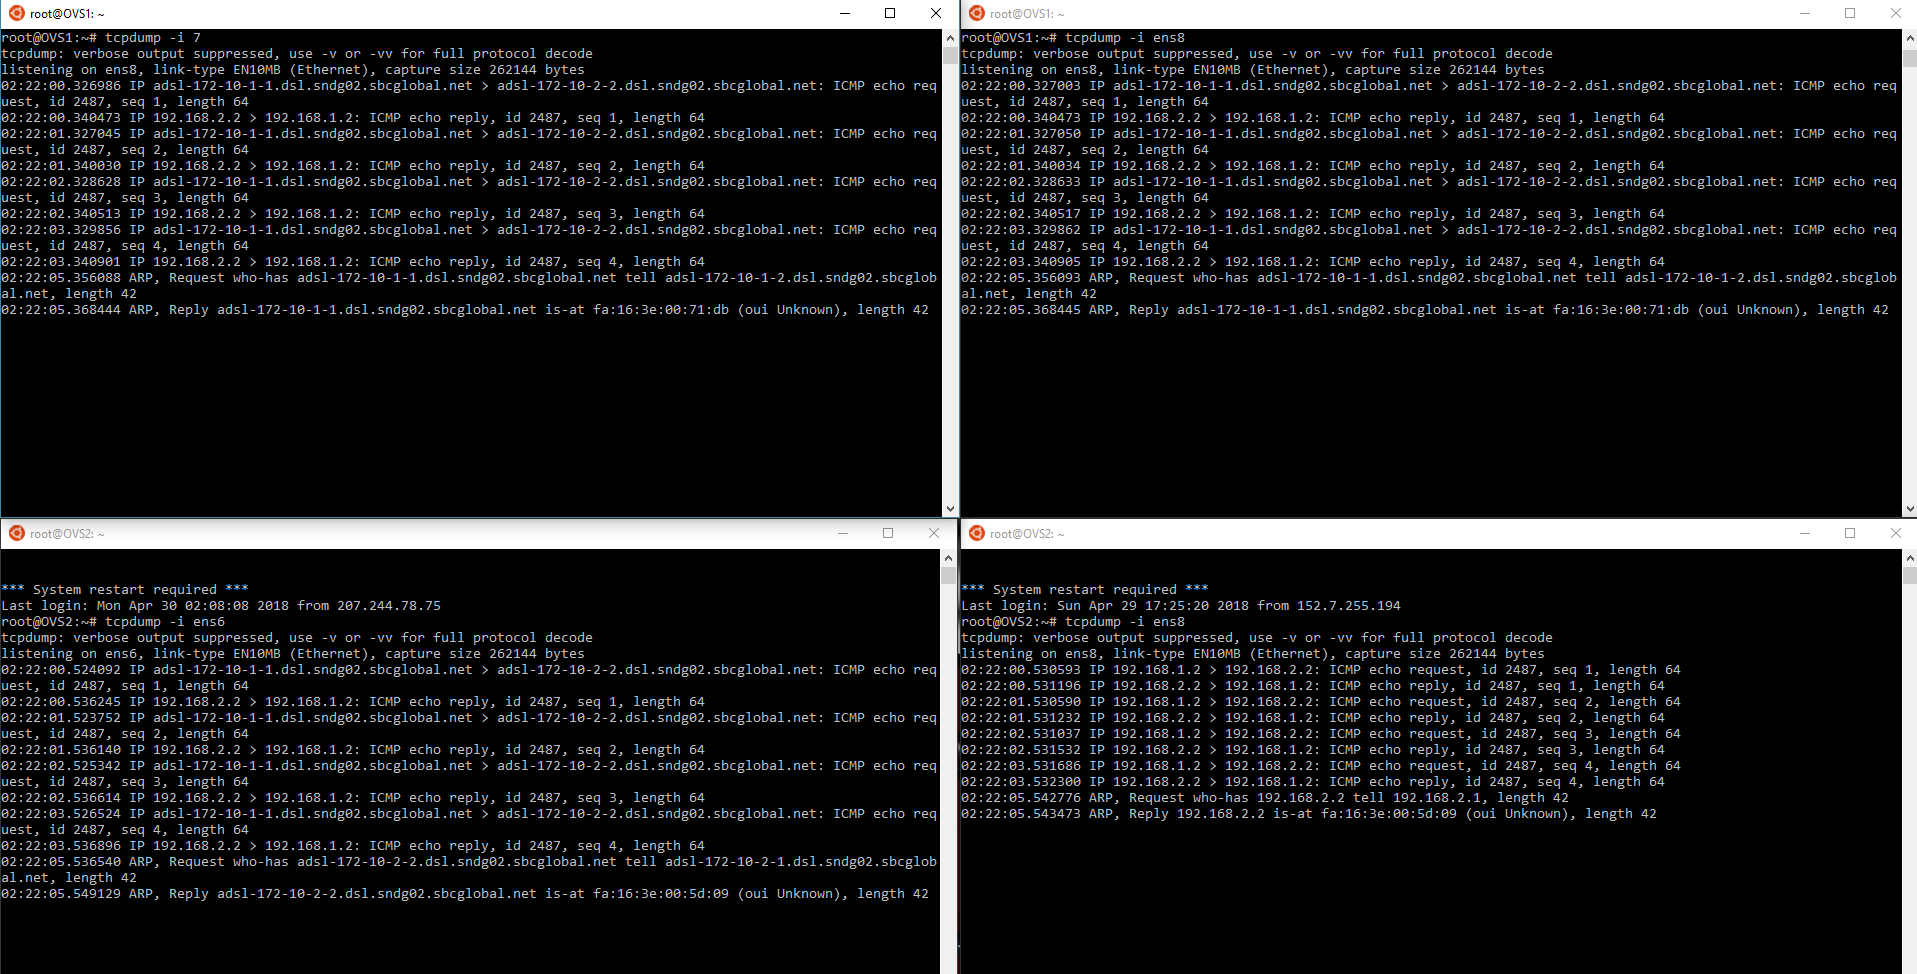 root@OVS1: ~
root@OVS1:~# tcpdump -i 7
tcpdump: verbose output suppressed, use -v or -vv for full protocol decode
listening on ens8, link-type EN10MB (Ethernet), capture size 262144 bytes
02:22:00.326986 IP adsl-172-10-1-1.dsl.sndg02.sbcglobal.net > adsl-172-10-2-2.dsl.sndg02.sbcglobal.net: ICMP echo req
uest, id 2487, seq 1, length 64
02:22:00.340473 IP 192.168.2.2 > 192.168.1.2: ICMP echo reply, id 2487, seq 1, length 64
02:22:01.327045 IP adsl-172-10-1-1.dsl.sndg02.sbcglobal.net > adsl-172-10-2-2.dsl.sndg02.sbcglobal.net: ICMP echo req
uest, id 2487, seq 2, length 64
02:22:01.340030 IP 192.168.2.2 > 192.168.1.2: ICMP echo reply, id 2487, seq 2, length 64
02:22:02.328628 IP adsl-172-10-1-1.dsl.sndg02.sbcglobal.net > adsl-172-10-2-2.dsl.sndg02.sbcglobal.net: ICMP echo req
uest, id 2487, seq 3, length 64
02:22:02.340513 IP 192.168.2.2 > 192.168.1.2: ICMP echo reply, id 2487, seq 3, length 64
02:22:03.329856 IP adsl-172-10-1-1.dsl.sndg02.sbcglobal.net > adsl-172-10-2-2.dsl.sndg02.sbcglobal.net: ICMP echo req
uest, id 2487, seq 4, length 64
02:22:03.340901 IP 192.168.2.2 > 192.168.1.2: ICMP echo reply, id 2487, seq 4, length 64
02:22:05.356088 ARP, Request who-has adsl-172-10-1-1.dsl.sndg02.sbcglobal.net tell adsl-172-10-1-2.dsl.sndg02.sbcglob
al.net, length 42
02:22:05.368444 ARP, Reply adsl-172-10-1-1.dsl.sndg02.sbcglobal.net is-at fa:16:3e:00:71:db (oui Unknown), length 42
root@OVS1: ~
root@OVS1:~# tcpdump -i ens8
tcpdump: verbose output suppressed, use -v or -vv for full protocol decode
listening on ens8, link-type EN10MB (Ethernet), capture size 262144 bytes
02:22:00.327003 IP adsl-172-10-1-1.dsl.sndg02.sbcglobal.net > adsl-172-10-2-2.dsl.sndg02.sbcglobal.net: ICMP echo req
uest, id 2487, seq 1, length 64
02:22:00.340473 IP 192.168.2.2 > 192.168.1.2: ICMP echo reply, id 2487, seq 1, length 64
02:22:01.327050 IP adsl-172-10-1-1.dsl.sndg02.sbcglobal.net > adsl-172-10-2-2.dsl.sndg02.sbcglobal.net: ICMP echo req
uest, id 2487, seq 2, length 64
02:22:01.340034 IP 192.168.2.2 > 192.168.1.2: ICMP echo reply, id 2487, seq 2, length 64
02:22:02.328633 IP adsl-172-10-1-1.dsl.sndg02.sbcglobal.net > adsl-172-10-2-2.dsl.sndg02.sbcglobal.net: ICMP echo req
uest, id 2487, seq 3, length 64
02:22:02.340517 IP 192.168.2.2 > 192.168.1.2: ICMP echo reply, id 2487, seq 3, length 64
02:22:03.329862 IP adsl-172-10-1-1.dsl.sndg02.sbcglobal.net > adsl-172-10-2-2.dsl.sndg02.sbcglobal.net: ICMP echo req
uest, id 2487, seq 4, length 64
02:22:03.340905 IP 192.168.2.2 > 192.168.1.2: ICMP echo reply, id 2487, seq 4, length 64
02:22:05.356093 ARP, Request who-has adsl-172-10-1-1.dsl.sndg02.sbcglobal.net tell adsl-172-10-1-2.dsl.sndg02.sbcglob
al.net, length 42
02:22:05.368445 ARP, Reply adsl-172-10-1-1.dsl.sndg02.sbcglobal.net is-at fa:16:3e:00:71:db (oui Unknown), length 42
root@OVS2: ~
*** System restart required ***
Last login: Mon Apr 30 02:08:08 2018 from 207.244.78.75
root@OVS2:~# tcpdump -i ens6
tcpdump: verbose output suppressed, use -v or -vv for full protocol decode
listening on ens6, link-type EN10MB (Ethernet), capture size 262144 bytes
02:22:00.524092 IP adsl-172-10-1-1.dsl.sndg02.sbcglobal.net > adsl-172-10-2-2.dsl.sndg02.sbcglobal.net: ICMP echo req
uest, id 2487, seq 1, length 64
02:22:00.536245 IP 192.168.2.2 > 192.168.1.2: ICMP echo reply, id 2487, seq 1, length 64
02:22:01.523752 IP adsl-172-10-1-1.dsl.sndg02.sbcglobal.net > adsl-172-10-2-2.dsl.sndg02.sbcglobal.net: ICMP echo req
uest, id 2487, seq 2, length 64
02:22:01.536140 IP 192.168.2.2 > 192.168.1.2: ICMP echo reply, id 2487, seq 2, length 64
02:22:02.525342 IP adsl-172-10-1-1.dsl.sndg02.sbcglobal.net > adsl-172-10-2-2.dsl.sndg02.sbcglobal.net: ICMP echo req
uest, id 2487, seq 3, length 64
02:22:02.536614 IP 192.168.2.2 > 192.168.1.2: ICMP echo reply, id 2487, seq 3, length 64
02:22:03.526524 IP adsl-172-10-1-1.dsl.sndg02.sbcglobal.net > adsl-172-10-2-2.dsl.sndg02.sbcglobal.net: ICMP echo req
uest, id 2487, seq 4, length 64
02:22:03.536896 IP 192.168.2.2 > 192.168.1.2: ICMP echo reply, id 2487, seq 4, length 64
02:22:05.536540 ARP, Request who-has adsl-172-10-2-2.dsl.sndg02.sbcglobal.net tell adsl-172-10-2-1.dsl.sndg02.sbcglob
al.net, length 42
02:22:05.549129 ARP, Reply adsl-172-10-2-2.dsl.sndg02.sbcglobal.net is-at fa:16:3e:00:5d:09 (oui Unknown), length 42
root@OVS2: ~
*** System restart required ***
Last login: Sun Apr 29 17:25:20 2018 from 152.7.255.194
root@OVS2:~# tcpdump -i ens8
tcpdump: verbose output suppressed, use -v or -vv for full protocol decode
listening on ens8, link-type EN10MB (Ethernet), capture size 262144 bytes
02:22:00.530593 IP 192.168.1.2 > 192.168.2.2: ICMP echo request, id 2487, seq 1, length 64
02:22:00.531196 IP 192.168.2.2 > 192.168.1.2: ICMP echo reply, id 2487, seq 1, length 64
02:22:01.530590 IP 192.168.1.2 > 192.168.2.2: ICMP echo request, id 2487, seq 2, length 64
02:22:01.531232 IP 192.168.2.2 > 192.168.1.2: ICMP echo reply, id 2487, seq 2, length 64
02:22:02.531037 IP 192.168.1.2 > 192.168.2.2: ICMP echo request, id 2487, seq 3, length 64
02:22:02.531532 IP 192.168.2.2 > 192.168.1.2: ICMP echo reply, id 2487, seq 3, length 64
02:22:03.531686 IP 192.168.1.2 > 192.168.2.2: ICMP echo request, id 2487, seq 4, length 64
02:22:03.532300 IP 192.168.2.2 > 192.168.1.2: ICMP echo reply, id 2487, seq 4, length 64
02:22:05.542776 ARP, Request who-has 192.168.2.2 tell 192.168.2.1, length 42
02:22:05.543473 ARP, Reply 192.168.2.2 is-at fa:16:3e:00:5d:09 (oui Unknown), length 42